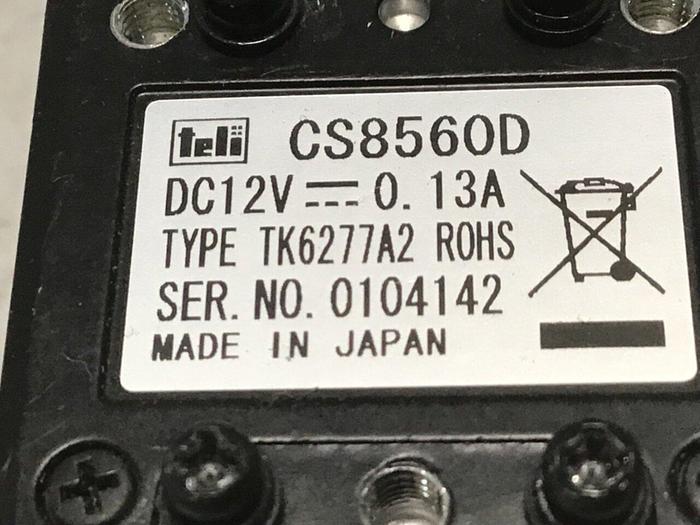 teli CS8560D
DC12V ⎓ 0.13A
TYPE TK6277A2 ROHS
SER. NO. 0104142
MADE IN JAPAN